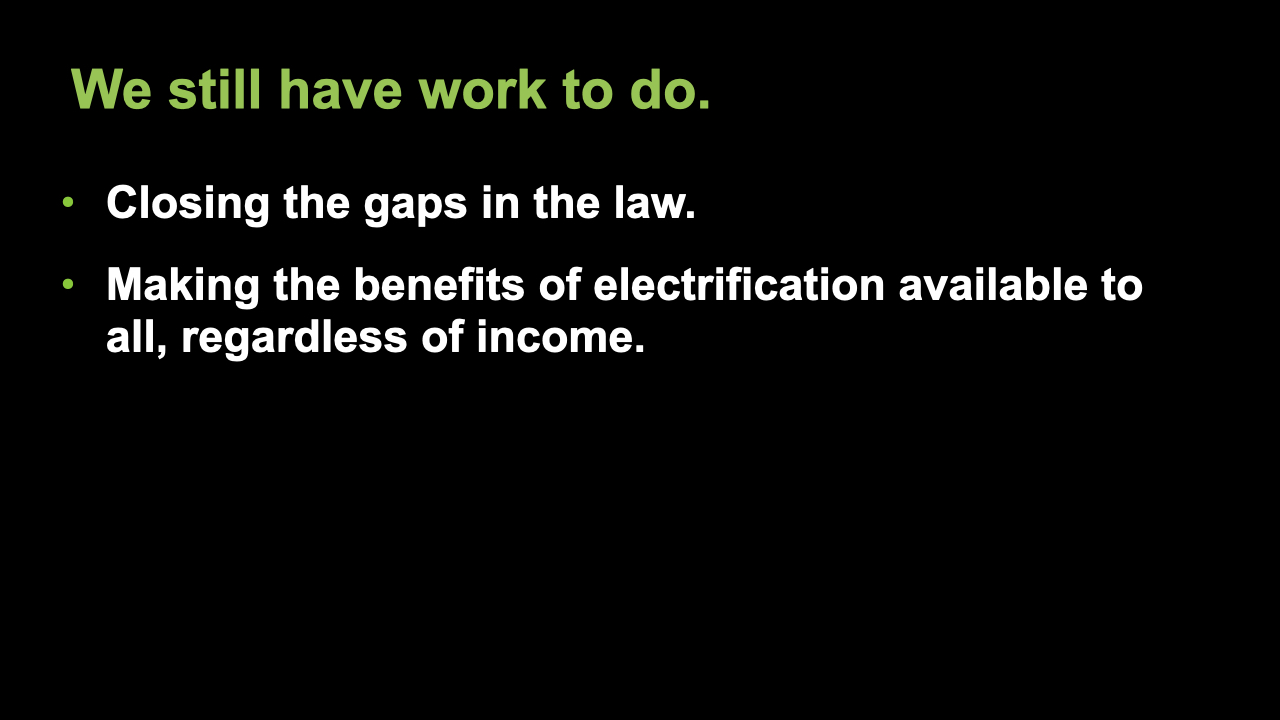 We still have work to do.
• Closing the gaps in the law.
• Making the benefits of electrification available to
all, regardless of income.